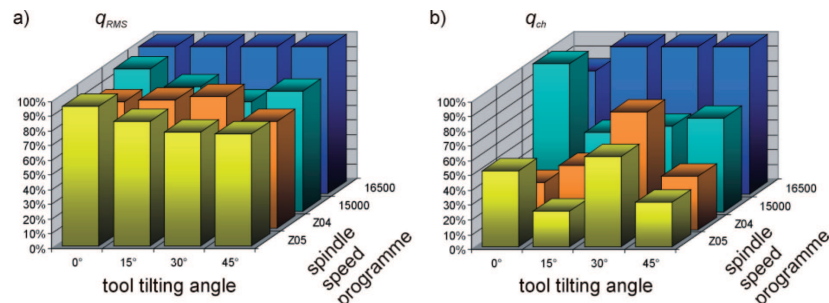 a)
q_RMS
100%
90%
80%
70%
60%
50%
40%
30%
20%
10%
0%
0°
15°
30°
45°
tool tilting angle
Z05
Z04
15000
16500
spindle
speed
programme
b)
q_ch
100%
90%
80%
70%
60%
50%
40%
30%
20%
10%
0%
0°
15°
30°
45°
tool tilting angle
Z05
Z04
15000
16500
spindle
speed
programme